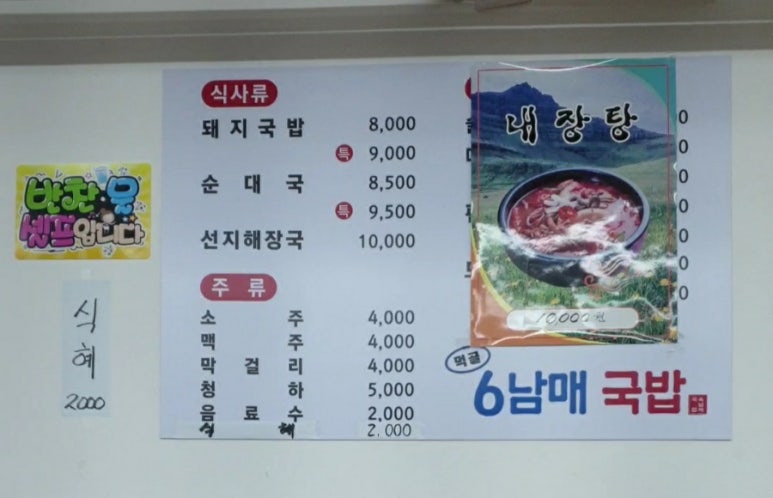 식사류
돼지국밥 8,000
특 9,000
순대국 8,500
특 9,500
선지해장국 10,000
주류
소주 4,000
맥주 4,000
막걸리 4,000
청하 5,000
음료수 2,000
식혜 2.000
내장탕
10,000원
먹골
6남매 국밥
반찬·물
셀프입니다
식혜
2000